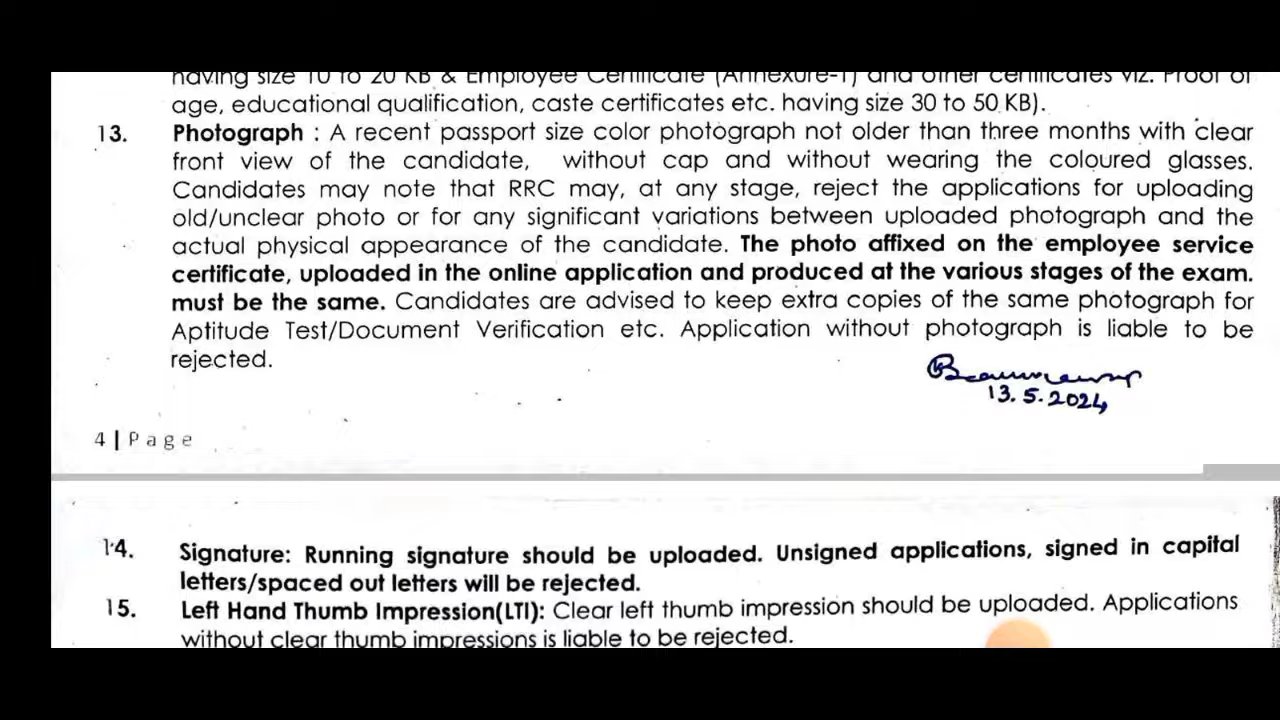 having size 10 to 20 KB & Employee Certificate (Annexure-1) and other certificates viz. Proof of
age, educational qualification, caste certificates etc. having size 30 to 50 KB).
13. Photograph : A recent passport size color photograph not older than three months with clear
front view of the candidate, without cap and without wearing the coloured glasses.
Candidates may note that RRC may, at any stage, reject the applications for uploading
old/unclear photo or for any significant variations between uploaded photograph and the
actual physical appearance of the candidate. The photo affixed on the employee service
certificate, uploaded in the online application and produced at the various stages of the exam.
must be the same. Candidates are advised to keep extra copies of the same photograph for
Aptitude Test/Document Verification etc. Application without photograph is liable to be
rejected.
13.5.2024
4 | P a g e
14. Signature: Running signature should be uploaded. Unsigned applications, signed in capital
letters/spaced out letters will be rejected.
15. Left Hand Thumb Impression(LTI): Clear left thumb impression should be uploaded. Applications
without clear thumb impressions is liable to be rejected.